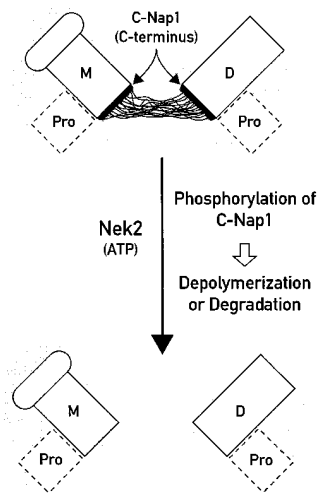 C-Nap1
(C-terminus)
M
D
Pro
Pro
Nek2
(ATP)
Phosphorylation of
C-Nap1
Depolymerization
or Degradation
M
D
Pro
Pro